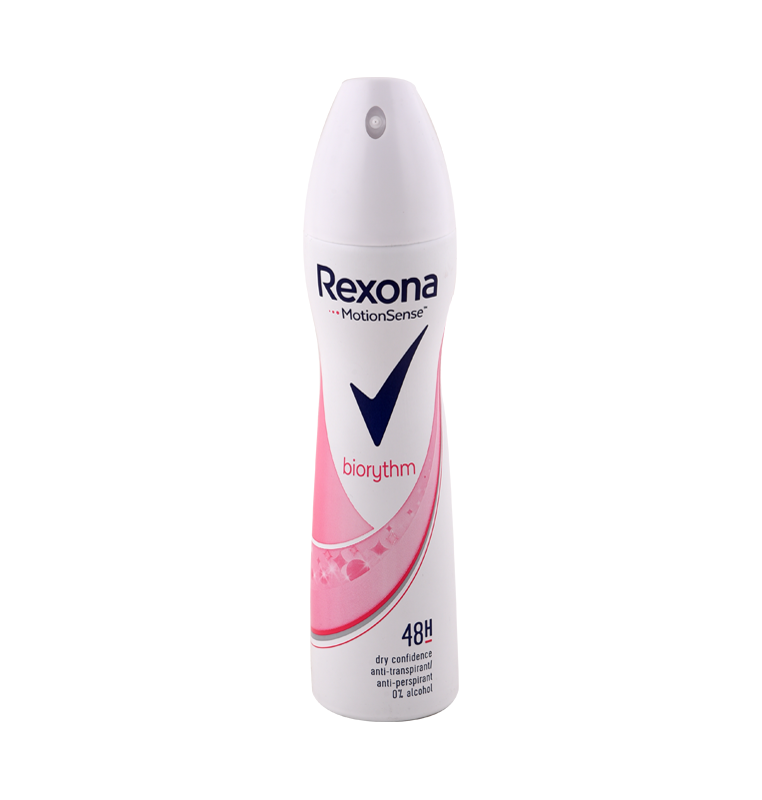 Rexona
MotionSense™
biorythm
48H
dry confidence
anti-transpirant/
anti-perspirant
0% alcohol